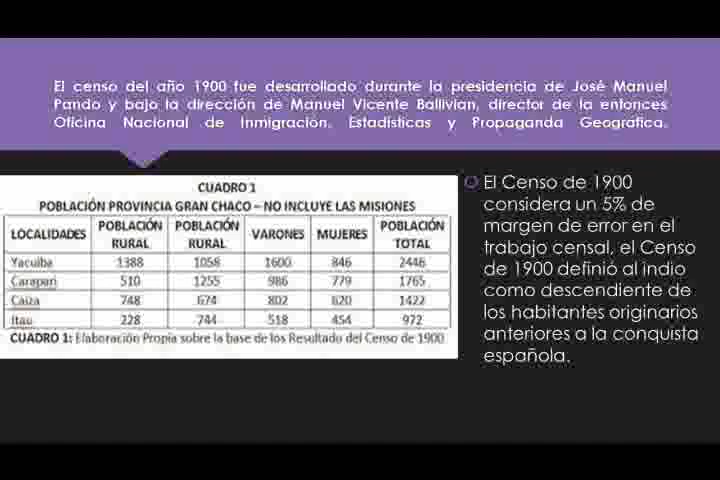 El censo del año 1900 fue desarrollado durante la presidencia de José Manuel
Pando y bajo la dirección de Manuel Vicente Ballivian, director de la entonces
Oficina Nacional de Inmigración, Estadísticas y Propaganda Geográfica.
CUADRO 1
POBLACIÓN PROVINCIA GRAN CHACO – NO INCLUYE LAS MISIONES
LOCALIDADES POBLACIÓN RURAL POBLACIÓN RURAL VARONES MUJERES POBLACIÓN TOTAL
Yacuiba 1388 1058 1600 846 2446
Caraparí 510 1255 986 779 1765
Caiza 748 674 802 620 1422
Itau 228 744 518 454 972
CUADRO 1: Elaboración Propia sobre la base de los Resultado del Censo de 1900
El Censo de 1900
considera un 5% de
margen de error en el
trabajo censal, el Censo
de 1900 definió al indio
como descendiente de
los habitantes originarios
anteriores a la conquista
española.